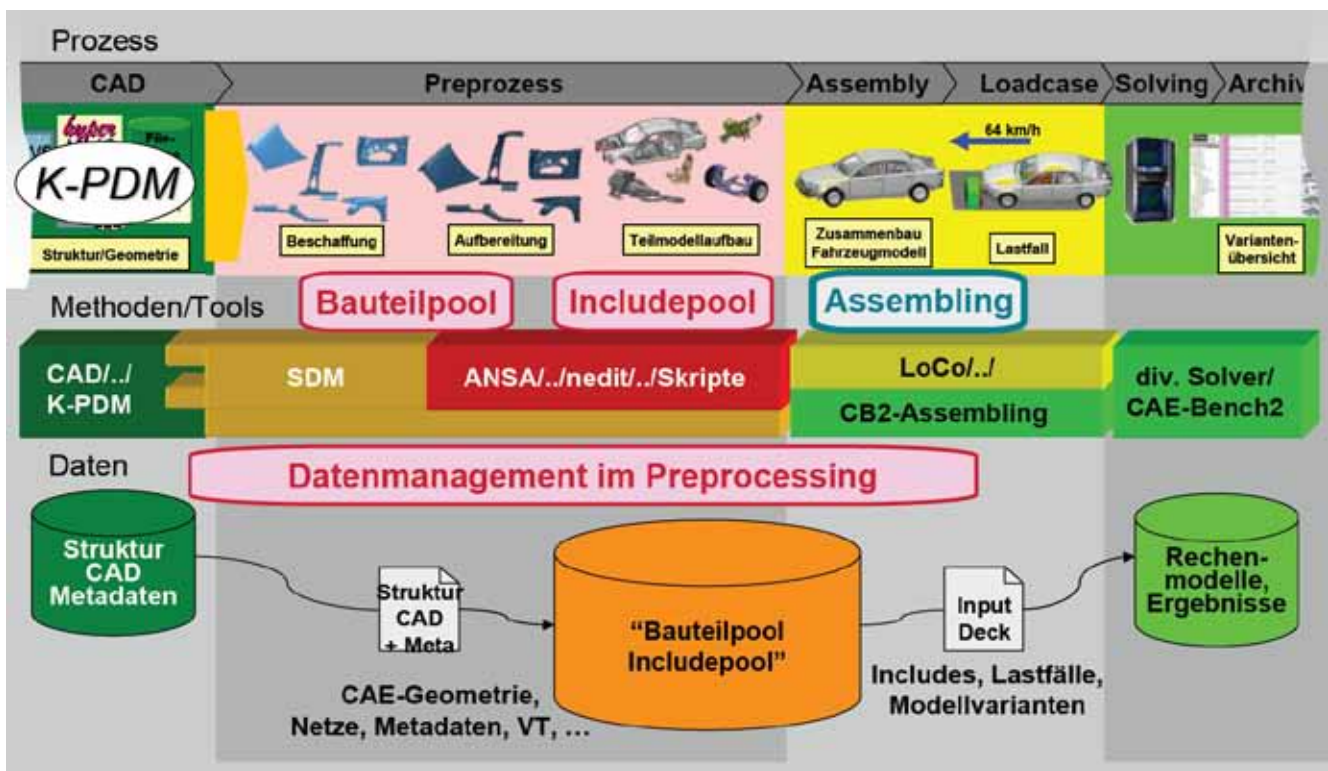 Prozess
CAD
Preprozess
Assembly
Loadcase
Solving
Archiv
hyper
File-
K-PDM
64 km/h
Struktur/Geometrie
Beschaffung
Aufbereitung
Teilmodellaufbau
Zusammenbau
Fahrzeugmodell
Lastfall
Varianten-
übersicht
Methoden/Tools
Bauteilpool
Includepool
Assembling
CAD/../
K-PDM
SDM
ANSA/../nedit/../Skripte
LoCo/../
CB2-Assembling
div. Solver/
CAE-Bench2
Daten
Datenmanagement im Preprocessing
Struktur
CAD
Metadaten
Struktur
CAD
+ Meta
CAE-Geometrie,
Netze, Metadaten, VT, ...
“Bauteilpool
Includepool”
Input
Deck
Includes, Lastfälle,
Modellvarianten
Rechen-
modelle,
Ergebnisse